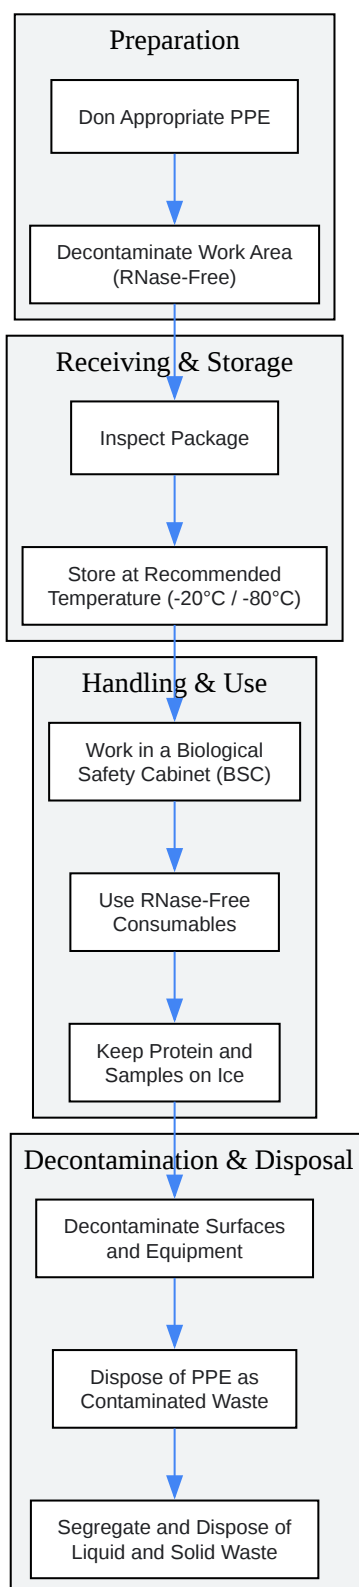 Preparation
Don Appropriate PPE
Decontaminate Work Area
(RNase-Free)
Receiving & Storage
Inspect Package
Store at Recommended
Temperature (-20°C / -80°C)
Handling & Use
Work in a Biological
Safety Cabinet (BSC)
Use RNase-Free
Consumables
Keep Protein and
Samples on Ice
Decontamination & Disposal
Decontaminate Surfaces
and Equipment
Dispose of PPE as
Contaminated Waste
Segregate and Dispose of
Liquid and Solid Waste